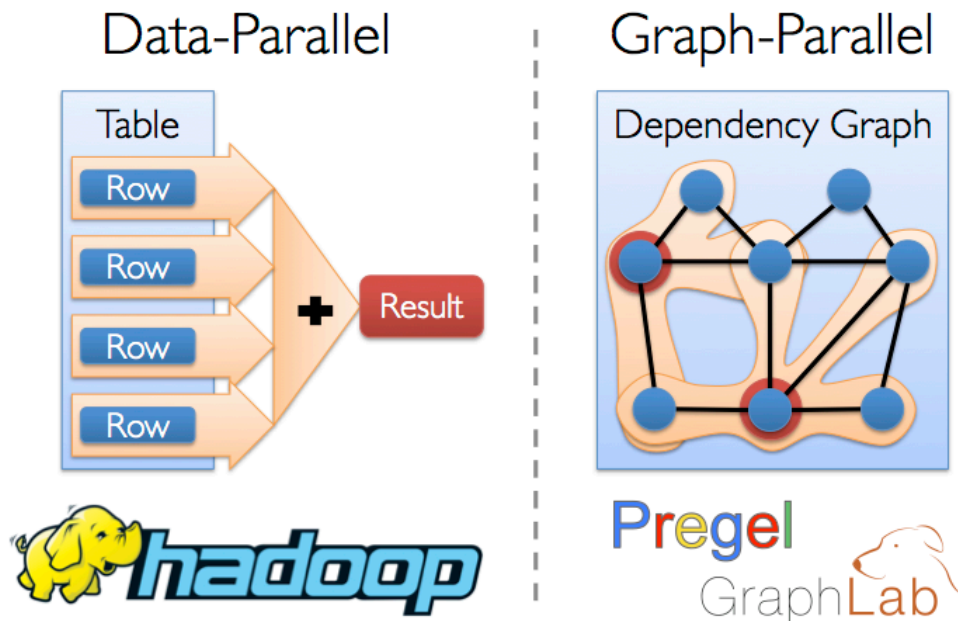 Data-Parallel
Table
Row
Row
Row
Row
+
Result
hadoop
Graph-Parallel
Dependency Graph
Pregel
GraphLab